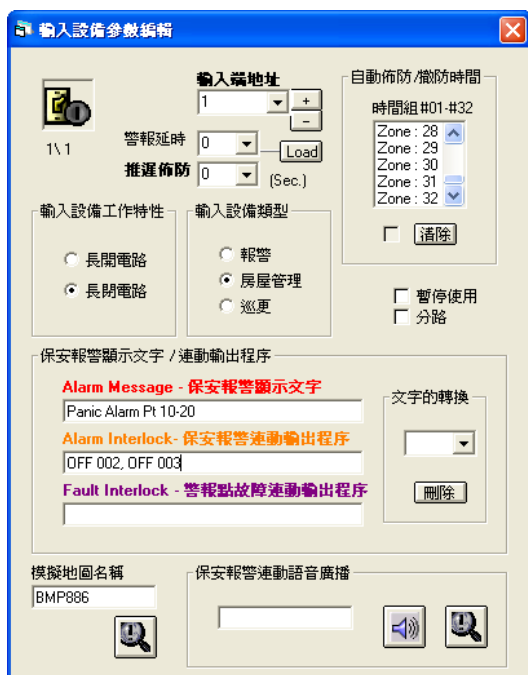 輸入設備參數編輯
輸入端地址
1
+
-
1\ 1
警報延時
0
Load
推遲佈防
0
(Sec.)
自動佈防/撤防時間
時間組#01-#32
Zone : 28
Zone : 29
Zone : 30
Zone : 31
Zone : 32
清除
輸入設備工作特性
長開電路
長閉電路
輸入設備類型
報警
房屋管理
巡更
暫停使用
分路
保安報警顯示文字 / 連動輸出程序
Alarm Message - 保安報警顯示文字
Panic Alarm Pt 10-20
Alarm Interlock- 保安報警連動輸出程序
OFF 002, OFF 003
Fault Interlock - 警報點故障連動輸出程序
文字的轉換
刪除
模擬地圖名稱
BMP886
保安報警連動語音廣播